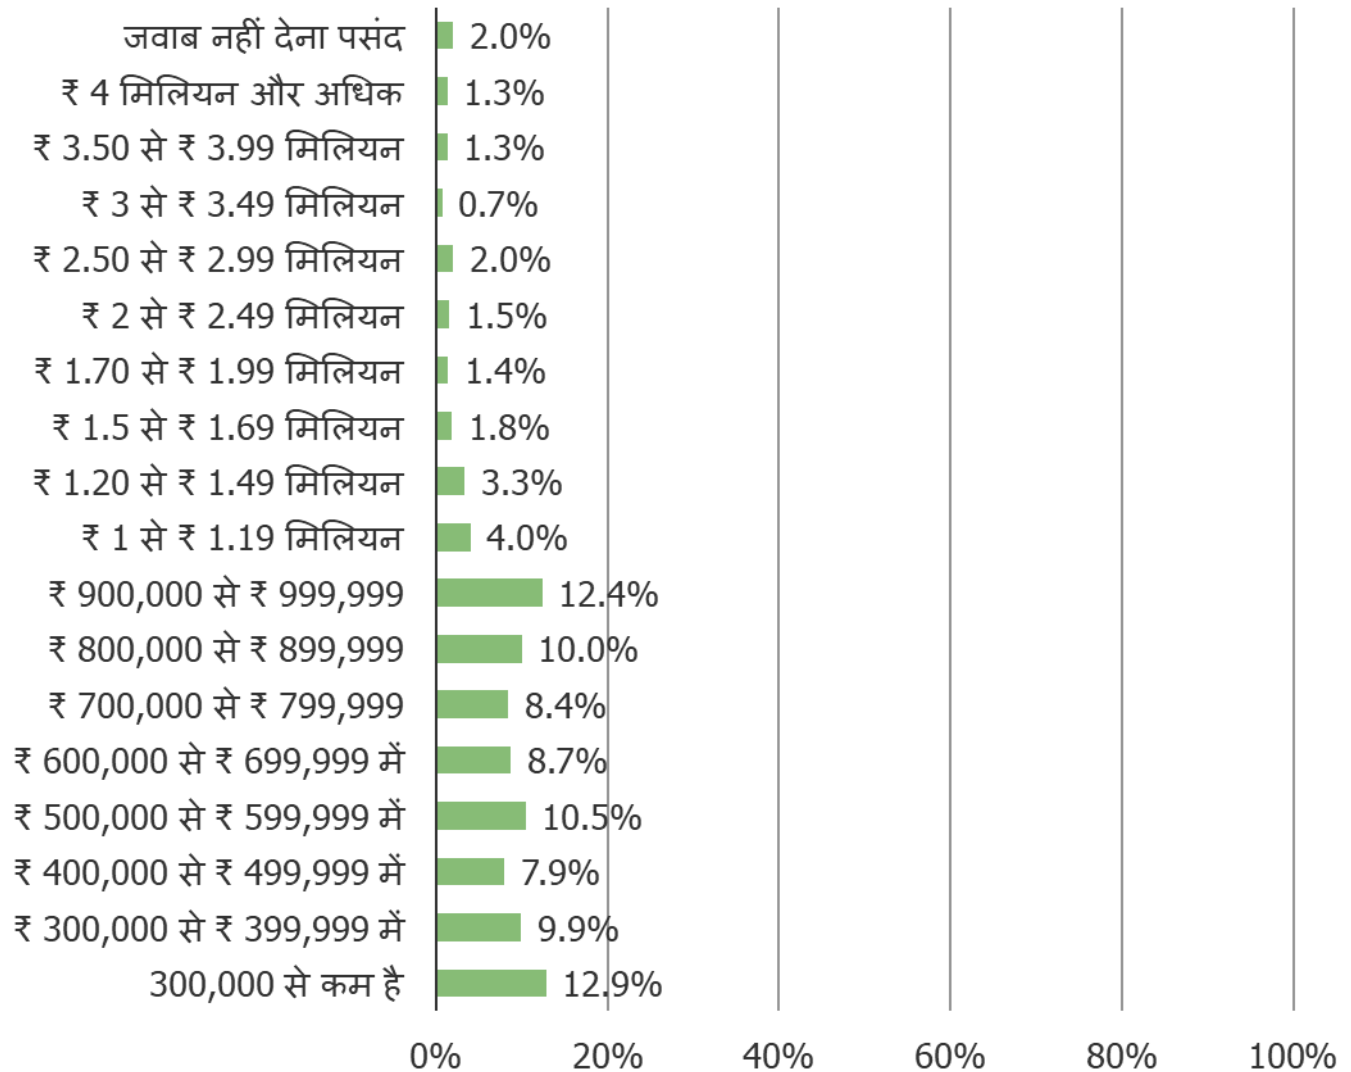 जवाब नहीं देना पसंद 2.0%
₹ 4 मिलियन और अधिक 1.3%
₹ 3.50 से ₹ 3.99 मिलियन 1.3%
₹ 3 से ₹ 3.49 मिलियन 0.7%
₹ 2.50 से ₹ 2.99 मिलियन 2.0%
₹ 2 से ₹ 2.49 मिलियन 1.5%
₹ 1.70 से ₹ 1.99 मिलियन 1.4%
₹ 1.5 से ₹ 1.69 मिलियन 1.8%
₹ 1.20 से ₹ 1.49 मिलियन 3.3%
₹ 1 से ₹ 1.19 मिलियन 4.0%
₹ 900,000 से ₹ 999,999 12.4%
₹ 800,000 से ₹ 899,999 10.0%
₹ 700,000 से ₹ 799,999 8.4%
₹ 600,000 से ₹ 699,999 में 8.7%
₹ 500,000 से ₹ 599,999 में 10.5%
₹ 400,000 से ₹ 499,999 में 7.9%
₹ 300,000 से ₹ 399,999 में 9.9%
300,000 से कम है 12.9%
0% 20% 40% 60% 80% 100%